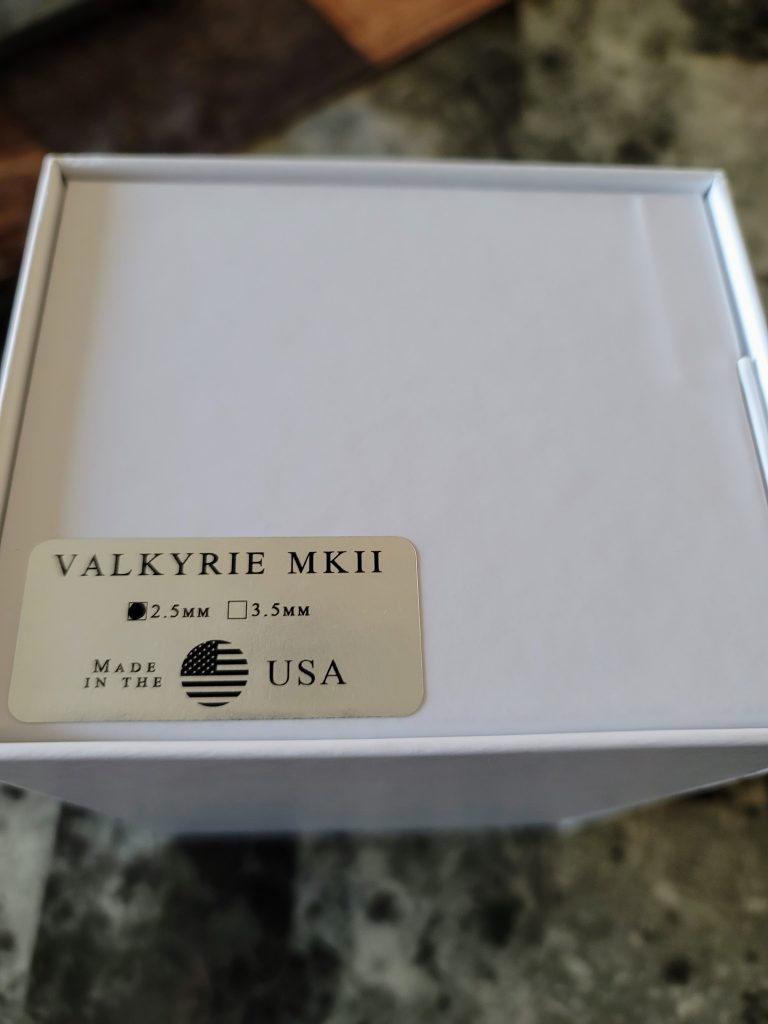 VALKYRIE MKII
2.5MM 3.5MM
MADE
IN THE
USA